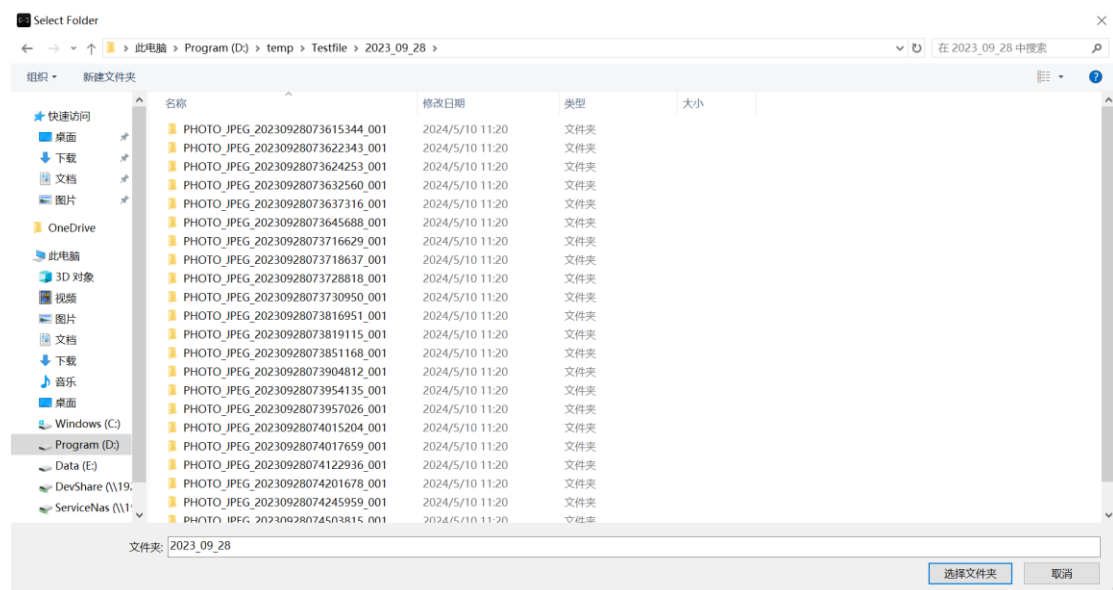 Select Folder
此电脑 > Program (D:) > temp > Testfile > 2023_09_28 >
在 2023_09_28 中搜索
组织
新建文件夹
快速访问
桌面
下载
文档
图片
OneDrive
此电脑
3D 对象
视频
图片
文档
下载
音乐
桌面
Windows (C:)
Program (D:)
Data (E:)
DevShare (\\19.
ServiceNas (\\1
名称 修改日期 类型 大小
PHOTO_JPEG_20230928073615344_001 2024/5/10 11:20 文件夹
PHOTO_JPEG_20230928073622343_001 2024/5/10 11:20 文件夹
PHOTO_JPEG_20230928073624253_001 2024/5/10 11:20 文件夹
PHOTO_JPEG_20230928073632560_001 2024/5/10 11:20 文件夹
PHOTO_JPEG_20230928073637316_001 2024/5/10 11:20 文件夹
PHOTO_JPEG_20230928073645688_001 2024/5/10 11:20 文件夹
PHOTO_JPEG_20230928073716629_001 2024/5/10 11:20 文件夹
PHOTO_JPEG_20230928073718637_001 2024/5/10 11:20 文件夹
PHOTO_JPEG_20230928073728818_001 2024/5/10 11:20 文件夹
PHOTO_JPEG_20230928073730950_001 2024/5/10 11:20 文件夹
PHOTO_JPEG_20230928073816951_001 2024/5/10 11:20 文件夹
PHOTO_JPEG_20230928073819115_001 2024/5/10 11:20 文件夹
PHOTO_JPEG_20230928073851168_001 2024/5/10 11:20 文件夹
PHOTO_JPEG_20230928073904812_001 2024/5/10 11:20 文件夹
PHOTO_JPEG_20230928073954135_001 2024/5/10 11:20 文件夹
PHOTO_JPEG_20230928073957026_001 2024/5/10 11:20 文件夹
PHOTO_JPEG_20230928074015204_001 2024/5/10 11:20 文件夹
PHOTO_JPEG_20230928074017659_001 2024/5/10 11:20 文件夹
PHOTO_JPEG_20230928074122936_001 2024/5/10 11:20 文件夹
PHOTO_JPEG_20230928074201678_001 2024/5/10 11:20 文件夹
PHOTO_JPEG_20230928074245959_001 2024/5/10 11:20 文件夹
PHOTO_JPEG_20230928074503815_001 2024/5/10 11:20 文件夹
文件夹: 2023_09_28
选择文件夹
取消